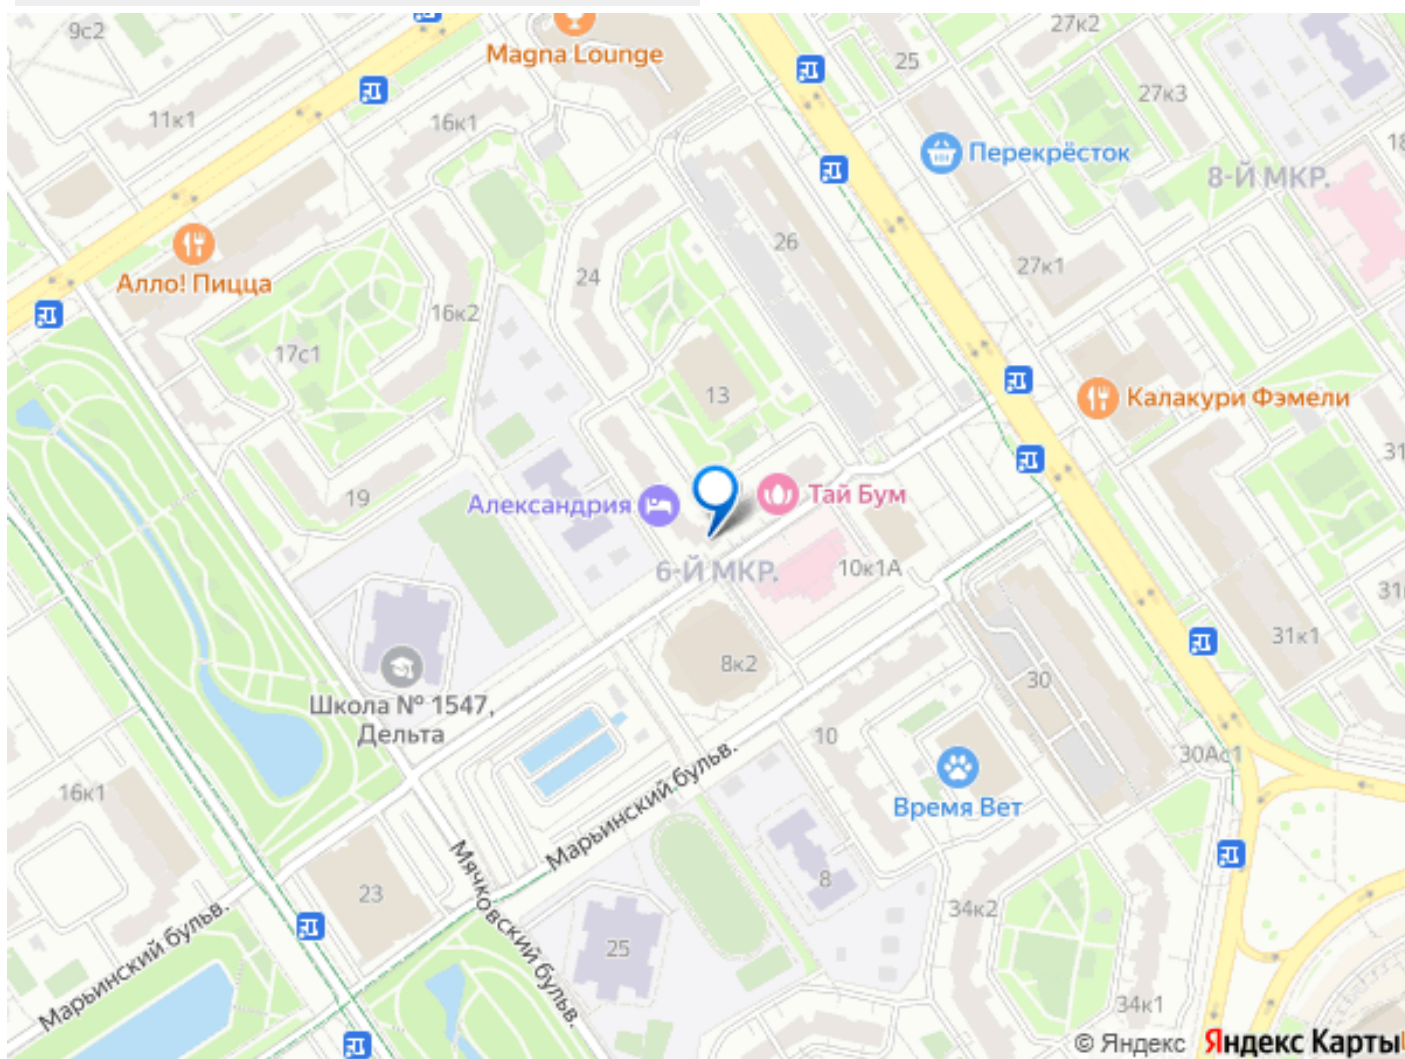 9с2
Magna Lounge
27к2
25
27к3
11к1
16к1
Перекрёсток
18
8-Й МКР.
26
27к1
24
Алло! Пицца
16к2
17с1
13
Калакури Фэмели
31
19
Александрия
Тай Бум
6-Й МКР.
10к1А
31
31к1
8к2
30
Школа № 1547,
Дельта
10
30Ас1
16к1
Время Вет
Марьинский бульв.
Мячковский бульв.
8
23
34к2
Марьинский бульв.
25
34к1
© Яндекс Яндекс Карты